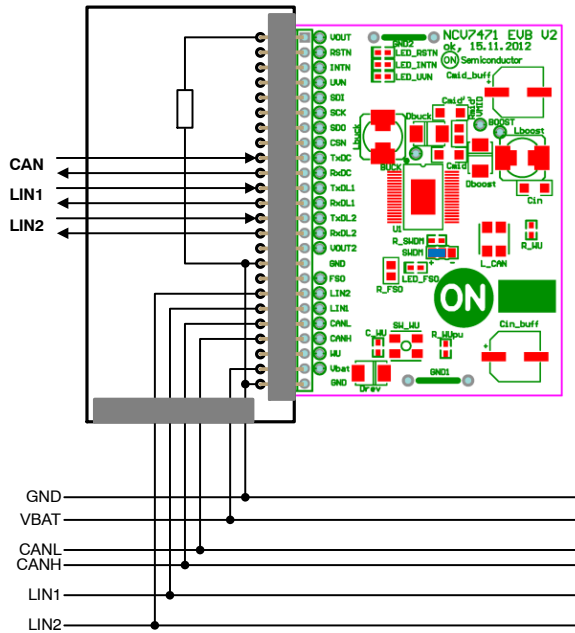 NCV7471 EVB V2
ok, 15.11.2012
ON Semiconductor
VOUT
RSTN
INTN
UVN
SDI
SCK
SDO
CSN
TxDC
RxDC
TxDL1
RxDL1
TxDL2
RxDL2
VOUT2
GND
FSO
LIN2
LIN1
CANL
CANH
WU
Vbat
GND
GND2
LED_RSTN
LED_INTN
LED_UVN
Cmid_buff
Cmid2
Rmid
VMID
BOOST
Lboost
Dbuck
Lbuck
BUCK
Cmid
Dboost
Cin
U1
R_SWDM
SWDM
+ -
LED_FSO
R_FSO
L_CAN
R_WU
ON
Cin_buff
C_WU
SW_WU
R_WUpu
Drev
GND1
CAN
LIN1
LIN2
GND
VBAT
CANL
CANH
LIN1
LIN2